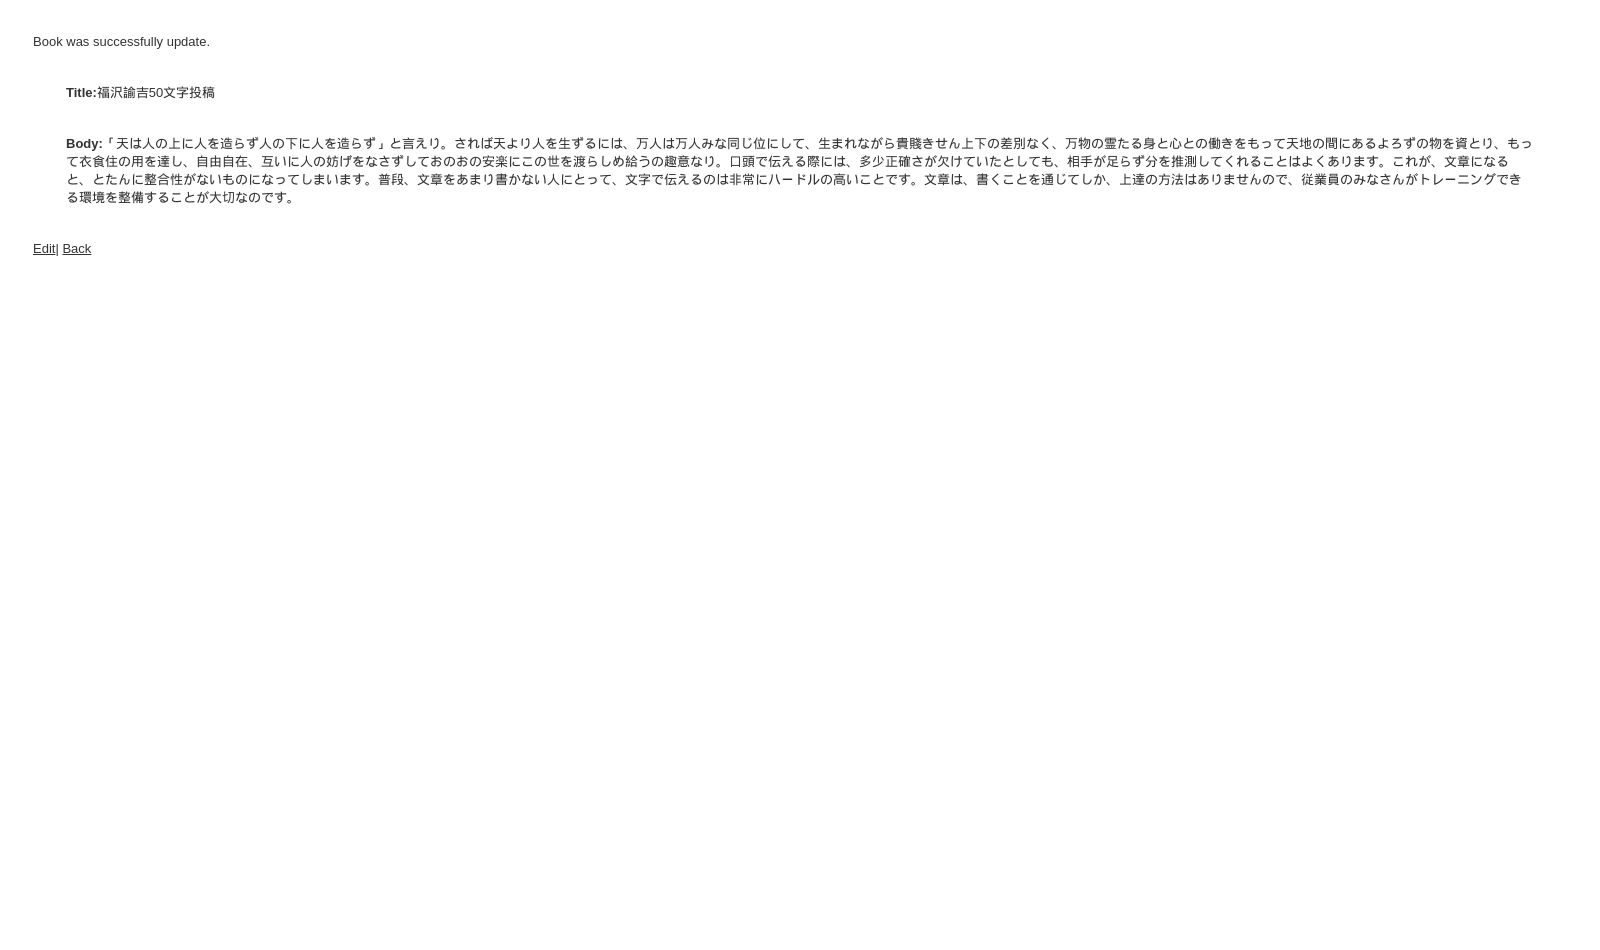 Book was successfully update.
Title:福沢諭吉50文字投稿
Body:「天は人の上に人を造らず人の下に人を造らず」と言えり。されば天より人を生ずるには、万人は万人みな同じ位にして、生まれながら貴賤きせん上下の差別なく、万物の霊たる身と心との働きをもって天地の間にあるよろずの物を資とり、もっ
て衣食住の用を達し、自由自在、互いに人の妨げをなさずしておのおの安楽にこの世を渡らしめ給うの趣意なり。口頭で伝える際には、多少正確さが欠けていたとしても、相手が足らず分を推測してくれることはよくあります。これが、文章になる
と、とたんに整合性がないものになってしまいます。普段、文章をあまり書かない人にとって、文字で伝えるのは非常にハードルの高いことです。文章は、書くことを通じてしか、上達の方法はありませんので、従業員のみなさんがトレーニングでき
る環境を整備することが大切なのです。
Edit| Back